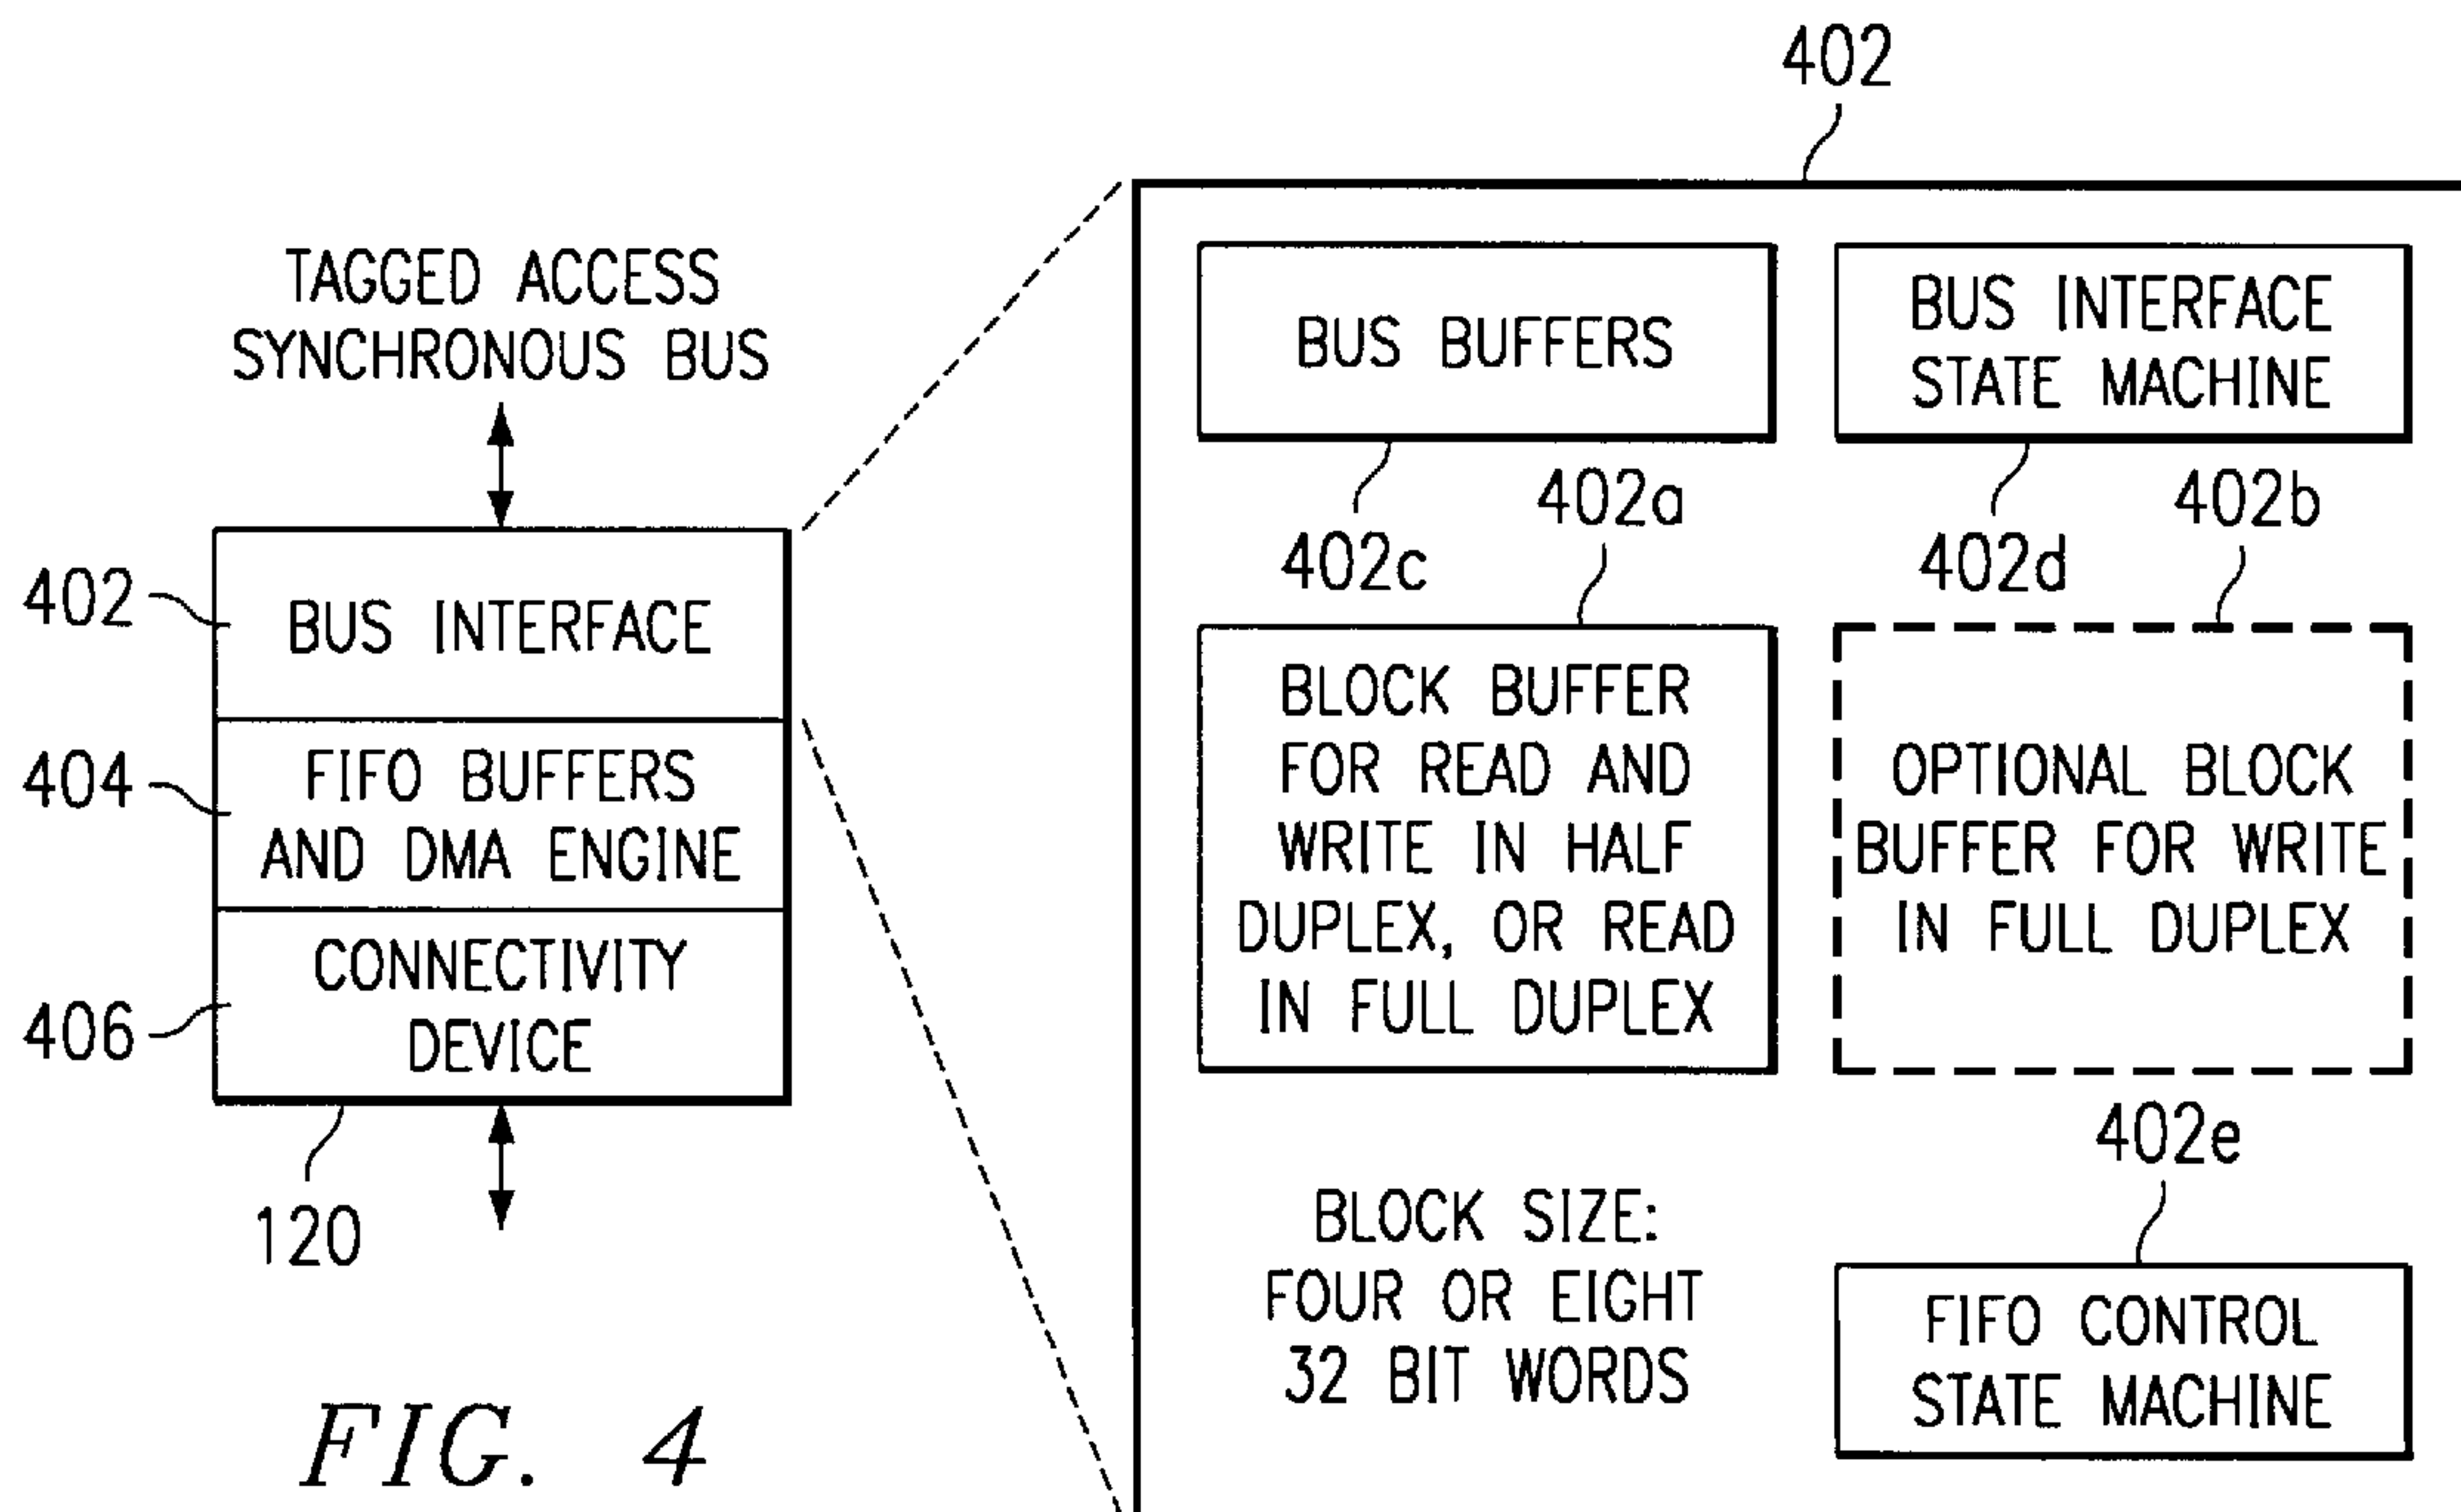 TAGGED ACCESS
SYNCHRONOUS BUS
402
BUS INTERFACE
404
FIFO BUFFERS
AND DMA ENGINE
406
CONNECTIVITY
DEVICE
120
FIG. 4
402
BUS BUFFERS
402c
BUS INTERFACE
STATE MACHINE
402d
402a
BLOCK BUFFER
FOR READ AND
WRITE IN HALF
DUPLEX, OR READ
IN FULL DUPLEX
402b
OPTIONAL BLOCK
BUFFER FOR WRITE
IN FULL DUPLEX
BLOCK SIZE:
FOUR OR EIGHT
32 BIT WORDS
402e
FIFO CONTROL
STATE MACHINE